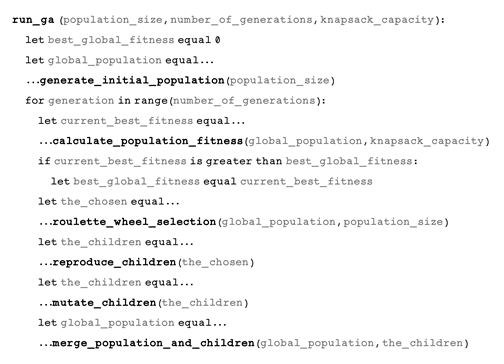 run_ga (population_size,number_of_generations,knapsack_capacity):
let best_global_fitness equal 0
let global_population equal...
...generate_initial_population(population_size)
for generation in range(number_of_generations):
let current_best_fitness equal...
...calculate_population_fitness(global_population,knapsack_capacity)
if current_best_fitness is greater than best_global_fitness:
let best_global_fitness equal current_best_fitness
let the_chosen equal...
...roulette_wheel_selection(global_population,population_size)
let the_children equal...
...reproduce_children(the_chosen)
let the_children equal...
...mutate_children(the_children)
let global_population equal...
...merge_population_and_children(global_population,the_children)